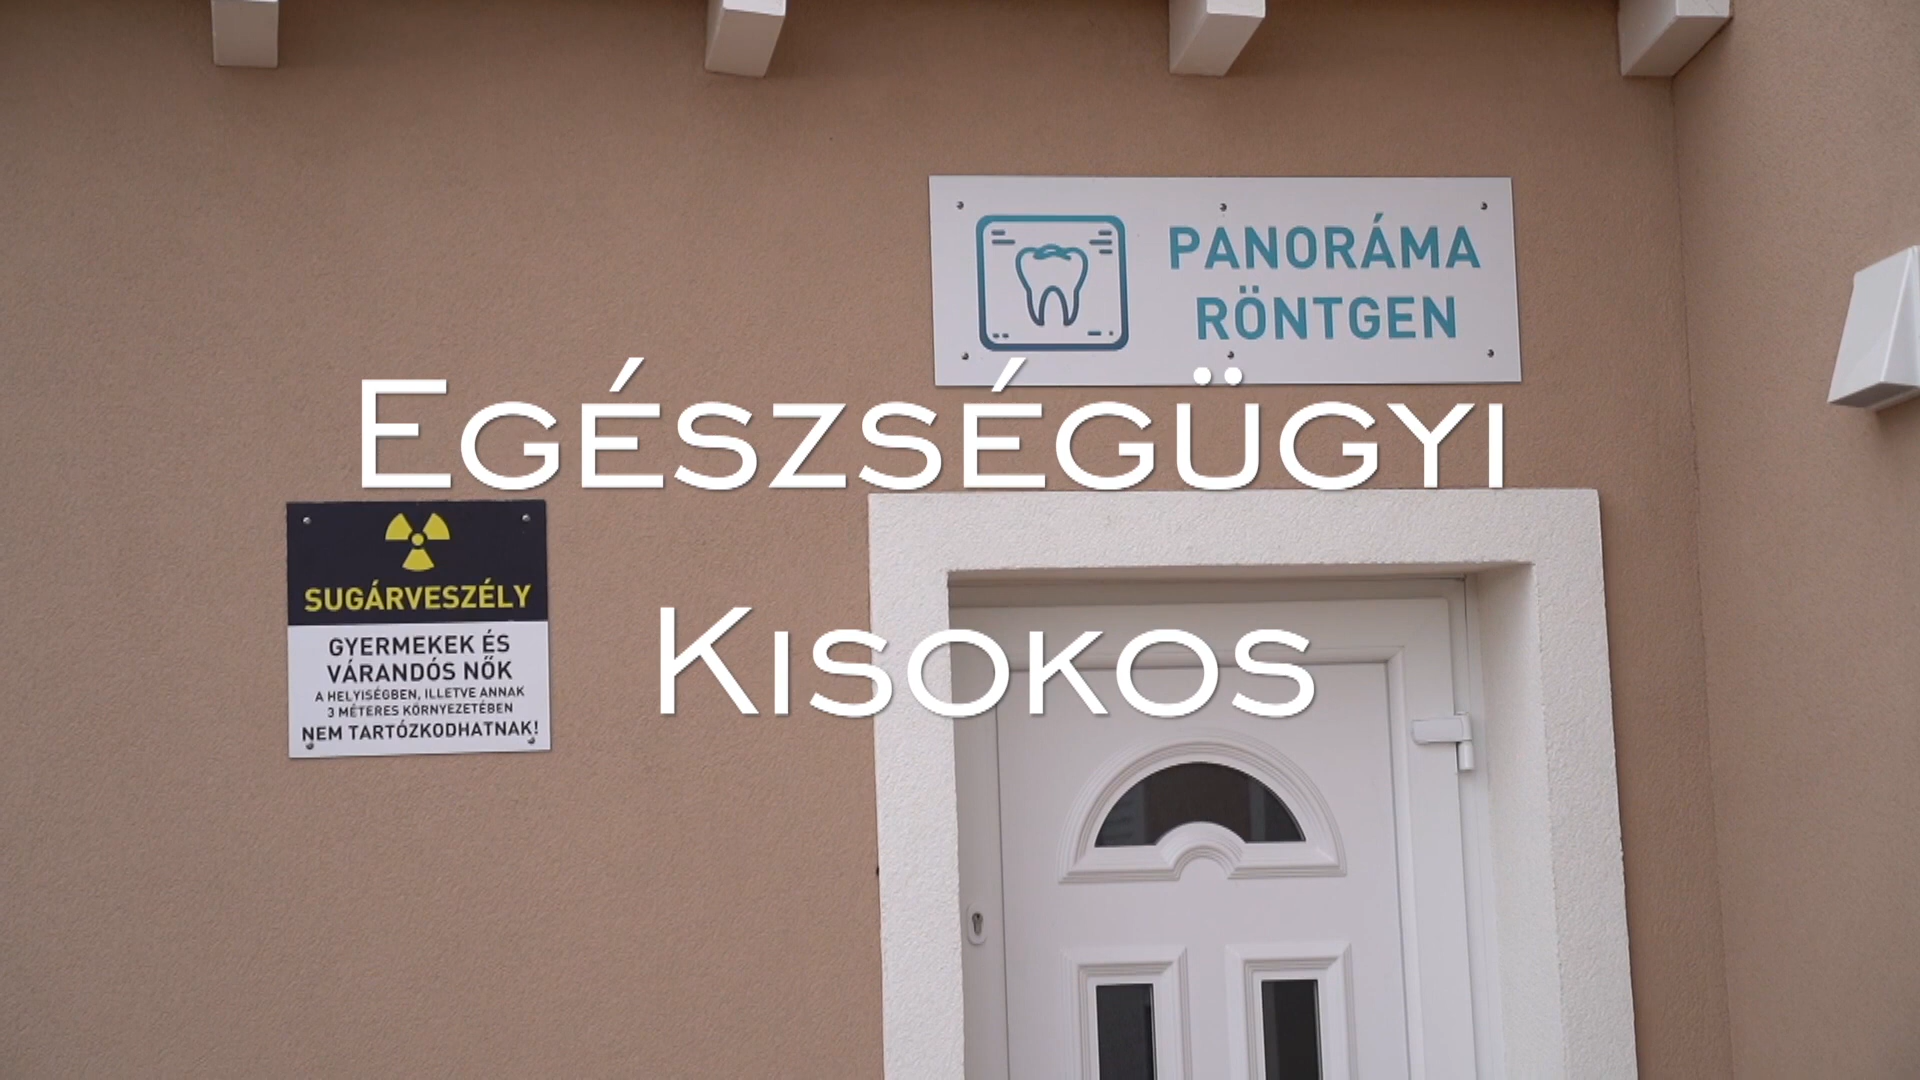 PANORÁMA
RÖNTGEN
EGÉSZSÉGÜGYI
KISOKOS
SUGÁRVESZÉLY
GYERMEKEK ÉS
VÁRANDÓS NŐK
A HELYISÉGBEN, ILLETVE ANNAK
3 MÉTERES KÖRNYEZETÉBEN
NEM TARTÓZKODHATNAK!